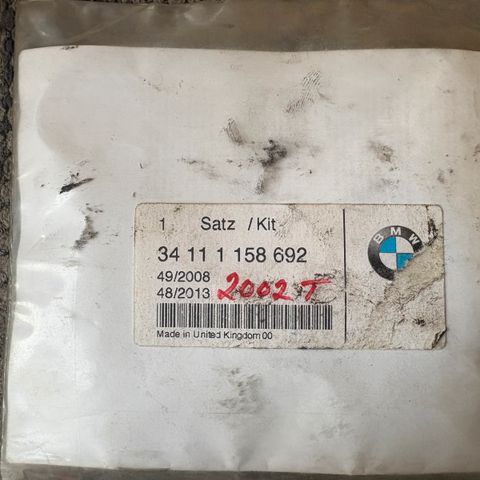 1 Satz / Kit
34 11 1 158 692
49/2008
48/2013 2002 T
Made in United Kingdom 00
BMW